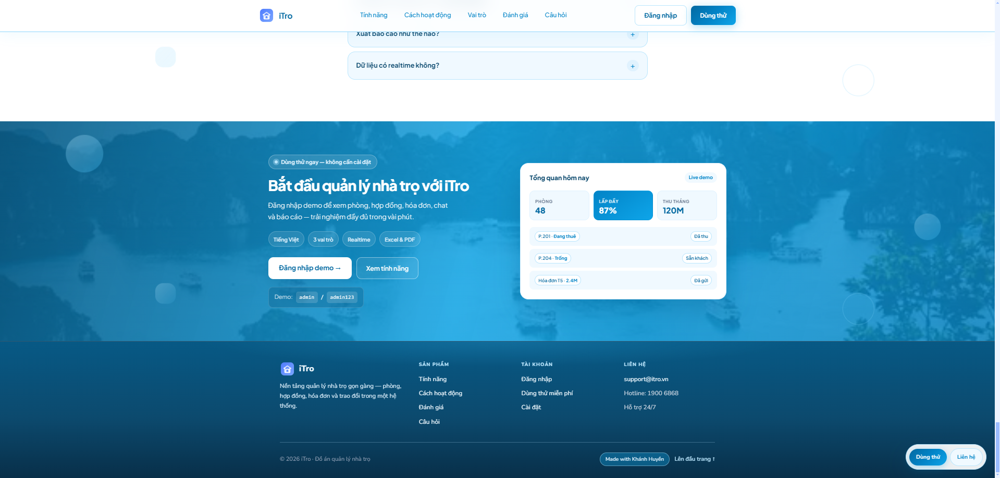 iTro
Tính năng
Cách hoạt động
Vai trò
Đánh giá
Câu hỏi
Đăng nhập
Dùng thử
Xuất báo cáo như thế nào?
+
Dữ liệu có realtime không?
+
Dùng thử ngay — không cần cài đặt
Bắt đầu quản lý nhà trọ với iTro
Đăng nhập demo để xem phòng, hợp đồng, hóa đơn, chat
và báo cáo — trải nghiệm đầy đủ trong vài phút.
Tiếng Việt
3 vai trò
Realtime
Excel & PDF
Đăng nhập demo →
Xem tính năng
Demo: admin / admin123
Tổng quan hôm nay
Live demo
PHÒNG
48
LẤP ĐẦY
87%
THU THÁNG
120M
P.201 · Đang thuê
Đã thu
P.204 · Trống
Sẵn khách
Hóa đơn T5 · 2.4M
Đã gửi
iTro
Nền tảng quản lý nhà trọ gọn gàng — phòng,
hợp đồng, hóa đơn và trao đổi trong một hệ
thống.
SẢN PHẨM
Tính năng
Cách hoạt động
Đánh giá
Câu hỏi
TÀI KHOẢN
Đăng nhập
Dùng thử miễn phí
Cài đặt
LIÊN HỆ
support@itro.vn
Hotline: 1900 6868
Hỗ trợ 24/7
© 2026 iTro · Đồ án quản lý nhà trọ
Made with Khánh Huyền
Lên đầu trang ↑
Dùng thử
Liên hệ